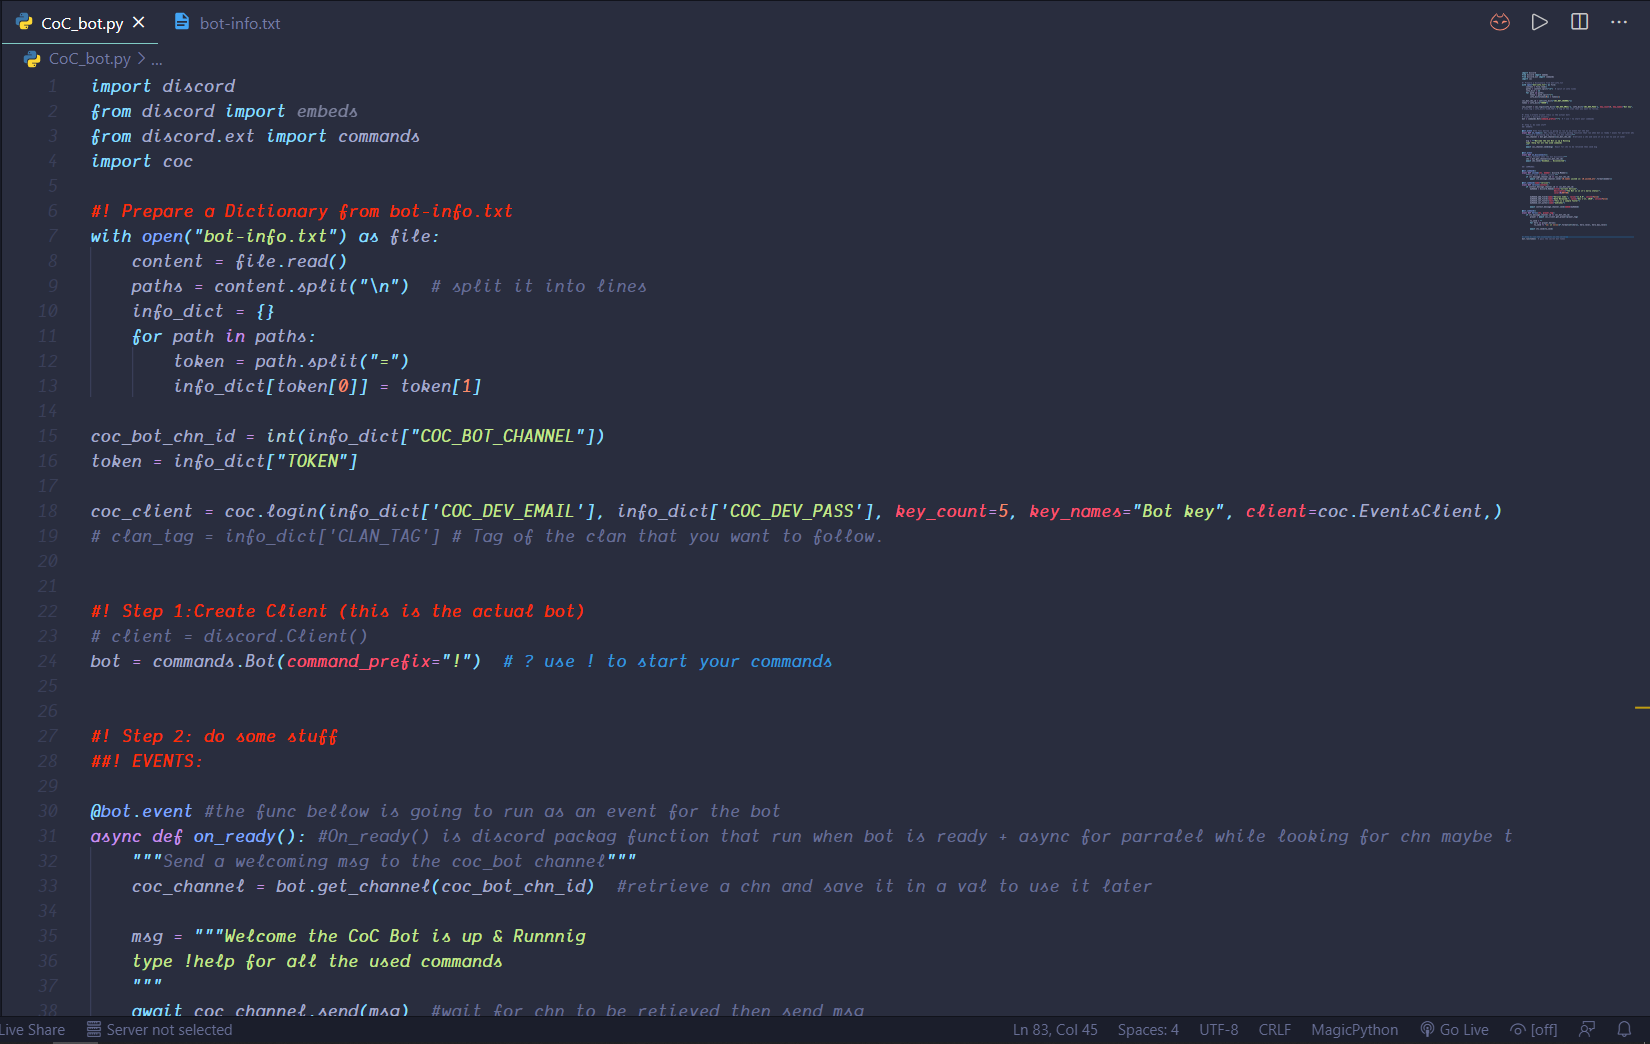 CoC_bot.py
bot-info.txt
CoC_bot.py > ...
1 import discord
2 from discord import embeds
3 from discord.ext import commands
4 import coc
5
6 #! Prepare a Dictionary from bot-info.txt
7 with open("bot-info.txt") as file:
8 content = file.read()
9 paths = content.split("\n")  # split it into lines
10 info_dict = {}
11 for path in paths:
12 token = path.split("=")
13 info_dict[token[0]] = token[1]
14
15 coc_bot_chn_id = int(info_dict["COC_BOT_CHANNEL"])
16 token = info_dict["TOKEN"]
17
18 coc_client = coc.login(info_dict['COC_DEV_EMAIL'], info_dict['COC_DEV_PASS'], key_count=5, key_names="Bot key", client=coc.EventsClient,)
19 # clan_tag = info_dict['CLAN_TAG'] # Tag of the clan that you want to follow.
20
21
22 #! Step 1:Create Client (this is the actual bot)
23 # client = discord.Client()
24 bot = commands.Bot(command_prefix="!")  # ? use ! to start your commands
25
26
27 #! Step 2: do some stuff
28 ##! EVENTS:
29
30 @bot.event #the func bellow is going to run as an event for the bot
31 async def on_ready(): #On_ready() is discord packag function that run when bot is ready + async for parralel while looking for chn maybe t
32 """Send a welcoming msg to the coc_bot channel"""
33 coc_channel = bot.get_channel(coc_bot_chn_id)  #retrieve a chn and save it in a val to use it later
34
35 msg = """Welcome the CoC Bot is up & Runnnig
36 type !help for all the used commands
37 """
38 await coc_channel.send(msg)  #wait for chn to be retieved then send msg
Live Share
Server not selected
Ln 83, Col 45
Spaces: 4
UTF-8
CRLF
MagicPython
Go Live
[off]